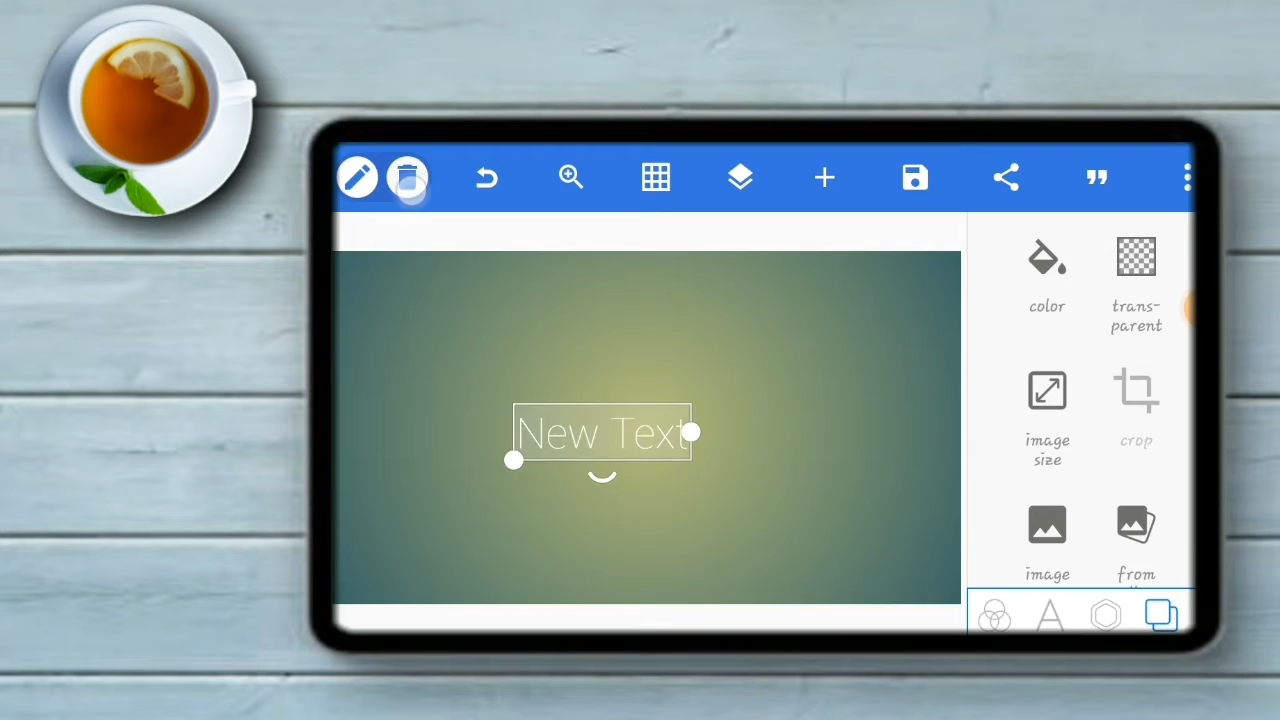 color
trans-
parent
New Text
image
size
crop
image
from